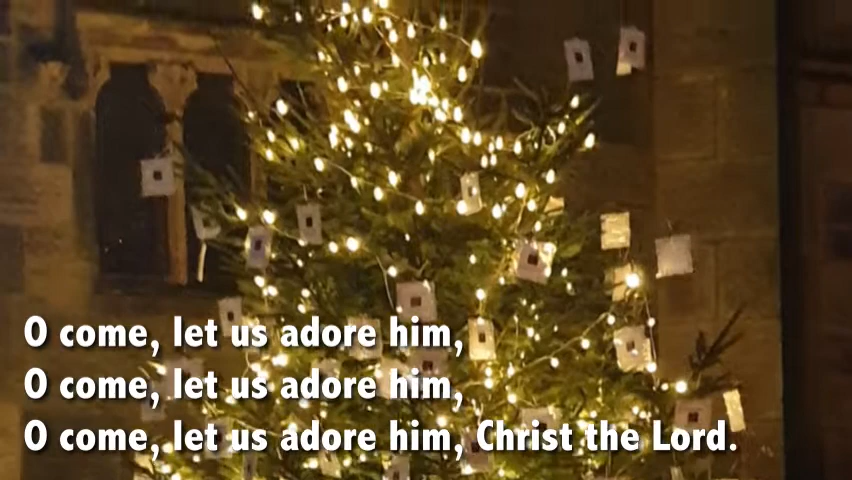 O come, let us adore him,
O come, let us adore him,
O come, let us adore him, Christ the Lord.